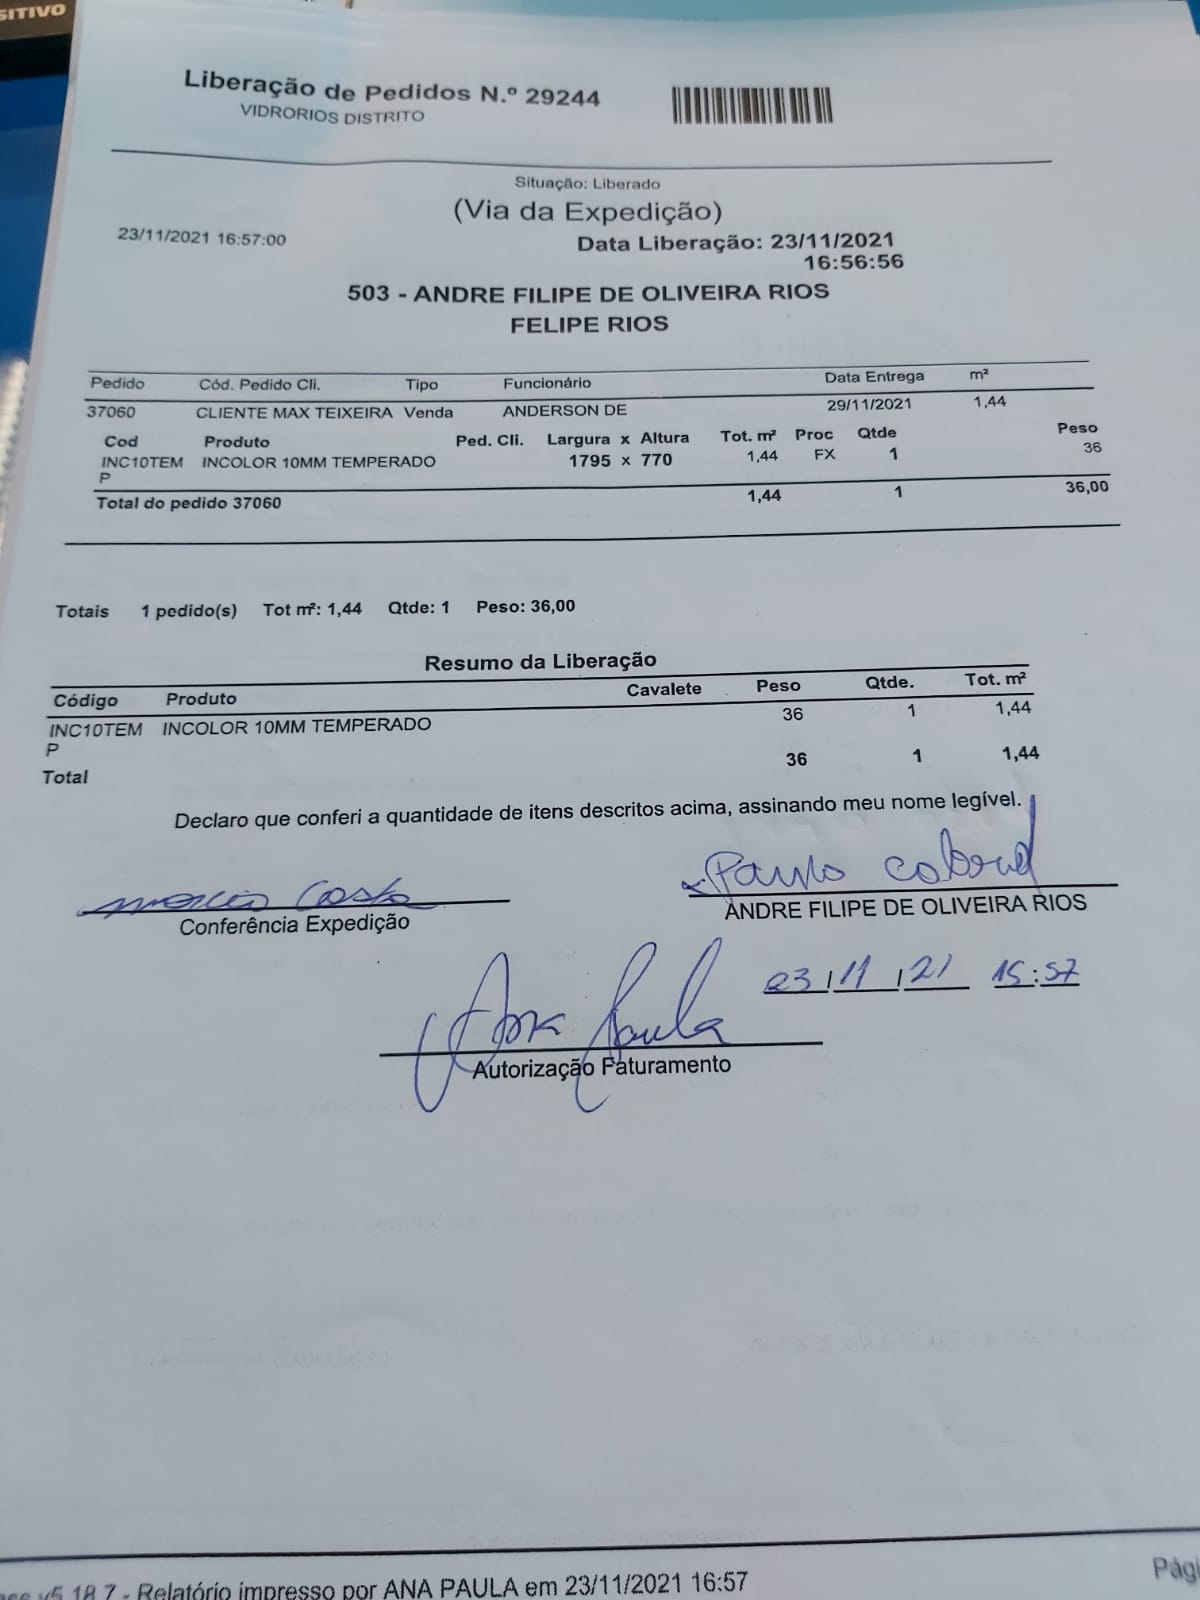 SITIVO
Liberação de Pedidos N.º 29244
VIDRORIOS DISTRITO
Situação: Liberado
(Via da Expedição)
23/11/2021 16:57:00
Data Liberação: 23/11/2021
16:56:56
503 - ANDRE FILIPE DE OLIVEIRA RIOS
FELIPE RIOS
Pedido Cód. Pedido Cli. Tipo Funcionário Data Entrega m²
37060 CLIENTE MAX TEIXEIRA Venda ANDERSON DE 29/11/2021 1,44
Cod Produto Ped. Cli. Largura x Altura Tot. m² Proc Qtde Peso
INC10TEM INCOLOR 10MM TEMPERADO 1795 x 770 1,44 FX 1 36
P
Total do pedido 37060 1,44 1 36,00
Totais 1 pedido(s) Tot m²: 1,44 Qtde: 1 Peso: 36,00
Resumo da Liberação
Código Produto Cavalete Peso Qtde. Tot. m²
INC10TEM INCOLOR 10MM TEMPERADO 36 1 1,44
P
Total 36 1 1,44
Declaro que conferi a quantidade de itens descritos acima, assinando meu nome legível.
Costa Paulo
Conferência Expedição ANDRE FILIPE DE OLIVEIRA RIOS
23/11/21 15:57
Ana Paula
Autorização Faturamento
v5.18.7 - Relatório impresso por ANA PAULA em 23/11/2021 16:57 Pági